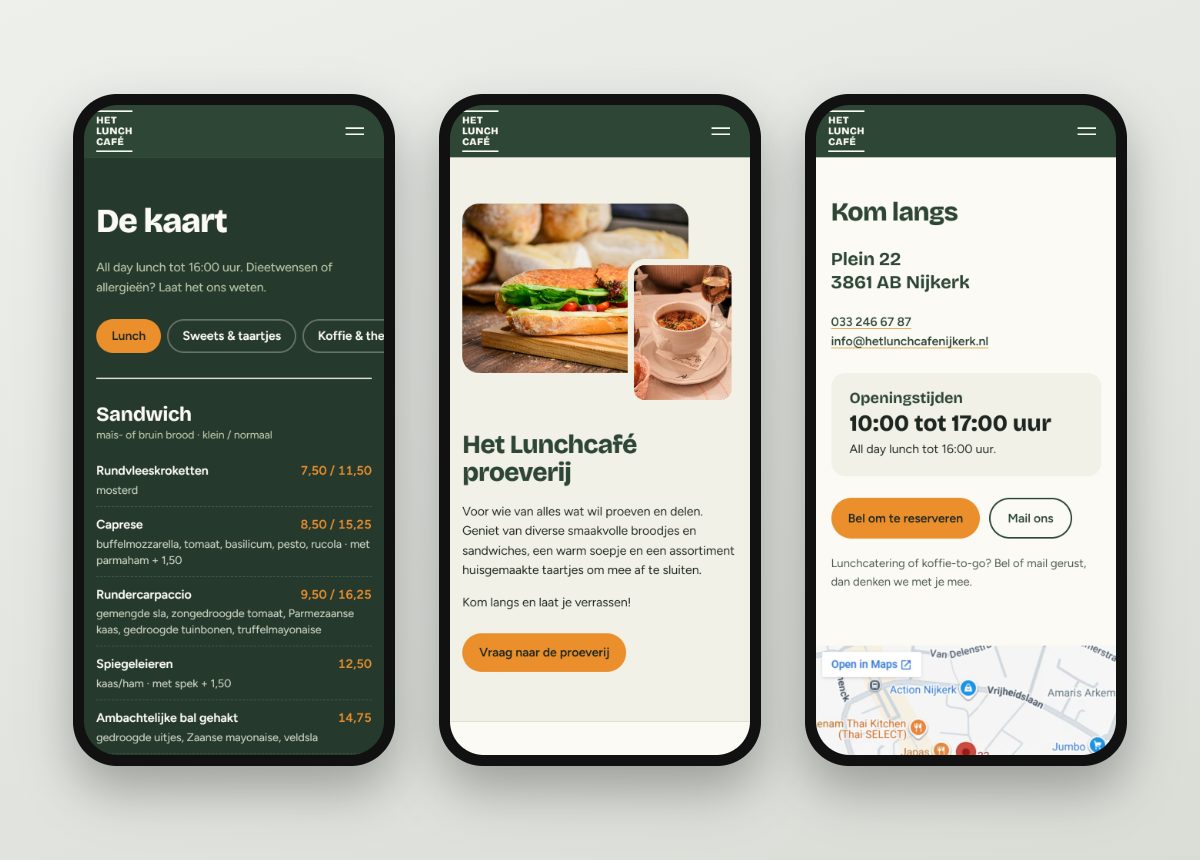 HET
LUNCH
CAFÉ
De kaart
All day lunch tot 16:00 uur. Dieetwensen of
allergieën? Laat het ons weten.
Lunch
Sweets & taartjes
Koffie & the
Sandwich
mais- of bruin brood · klein / normaal
Rundvleeskroketten 7,50 / 11,50
mosterd
Caprese 8,50 / 15,25
buffelmozzarella, tomaat, basilicum, pesto, rucola · met
parmaham + 1,50
Rundercarpaccio 9,50 / 16,25
gemengde sla, zongedroogde tomaat, Parmezaanse
kaas, gedroogde tuinbonen, truffelmayonaise
Spiegeleieren 12,50
kaas/ham · met spek + 1,50
Ambachtelijke bal gehakt 14,75
gedroogde uitjes, Zaanse mayonaise, veldsla
HET
LUNCH
CAFÉ
Het Lunchcafé
proeverij
Voor wie van alles wat wil proeven en delen.
Geniet van diverse smaakvolle broodjes en
sandwiches, een warm soepje en een assortiment
huisgemaakte taartjes om mee af te sluiten.
Kom langs en laat je verrassen!
Vraag naar de proeverij
HET
LUNCH
CAFÉ
Kom langs
Plein 22
3861 AB Nijkerk
033 246 67 87
info@hetlunchcafenijkerk.nl
Openingstijden
10:00 tot 17:00 uur
All day lunch tot 16:00 uur.
Bel om te reserveren
Mail ons
Lunchcatering of koffie-to-go? Bel of mail gerust,
dan denken we met je mee.
Open in Maps
Van Delenstr
Action Nijkerk
Vrijheidslaan
Amaris Arkem
enam Thai Kitchen
(Thai SELECT)
Japas
Jumbo